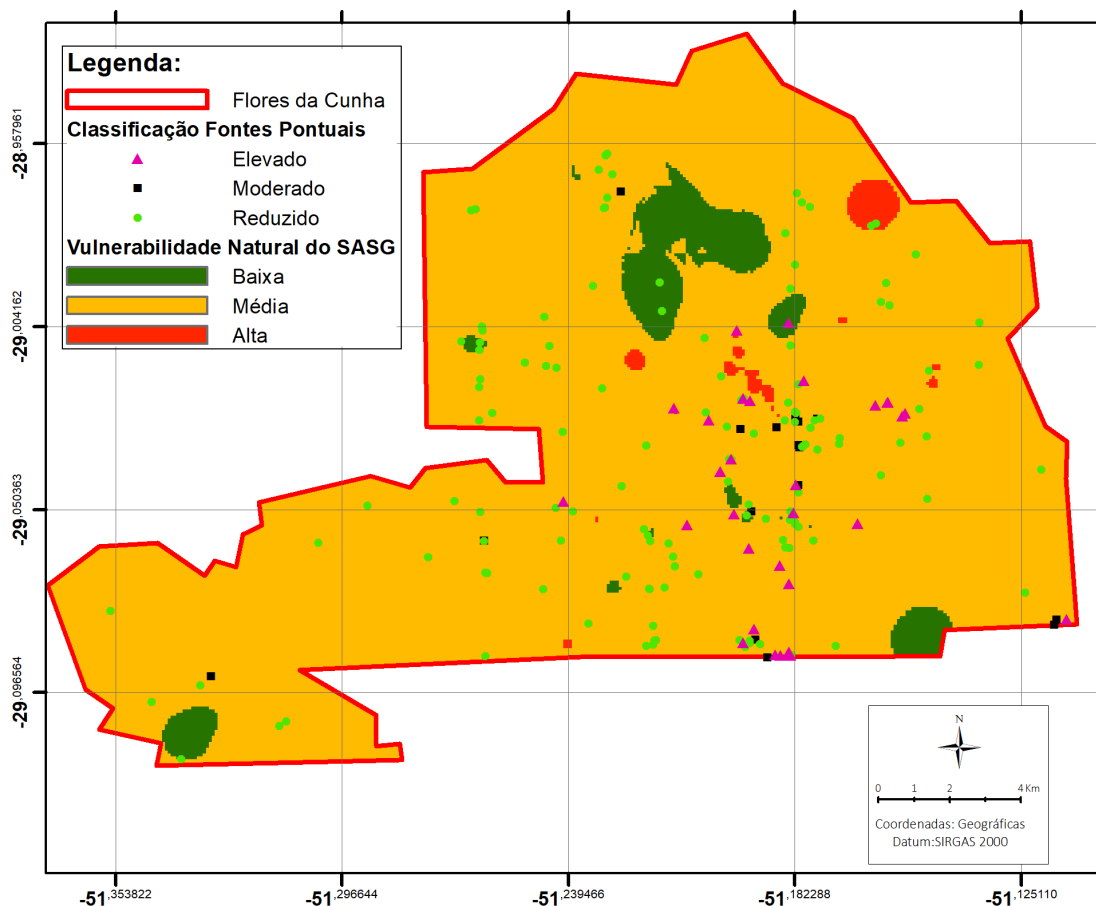 Legenda:
Flores da Cunha
Classificação Fontes Pontuais
Elevado
Moderado
Reduzido
Vulnerabilidade Natural do SASG
Baixa
Média
Alta
-28,957961
-29,004162
-29,050363
-29,096564
N
0 1 2 4 Km
Coordenadas: Geográficas
Datum:SIRGAS 2000
-51,353822 -51,296644 -51,239466 -51,182288 -51,125110